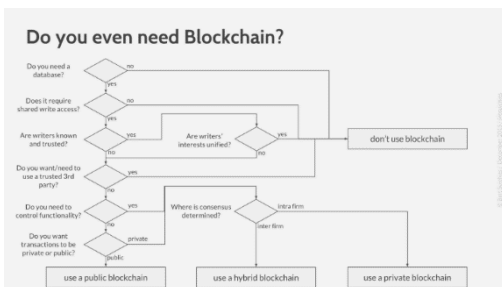 Do you even need Blockchain?
Do you need a
database?
no
yes
Does it require
shared write access?
no
yes
Are writers known
and trusted?
yes
no
Are writers'
interests unified?
yes
no
don't use blockchain
Do you want/need to
use a trusted 3rd
party?
yes
no
Do you need to
control functionality?
yes
no
Where is consensus
determined?
intra firm
inter firm
Do you want
transactions to be
private or public?
private
public
use a public blockchain
use a hybrid blockchain
use a private blockchain